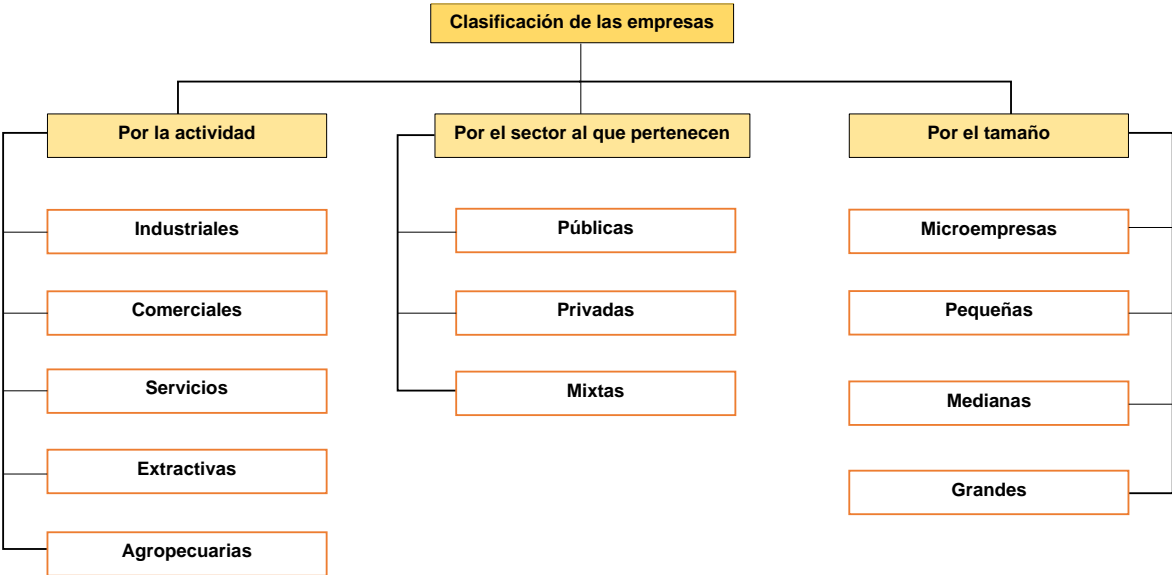 Clasificación de las empresas
Por la actividad
Industriales
Comerciales
Servicios
Extractivas
Agropecuarias
Por el sector al que pertenecen
Públicas
Privadas
Mixtas
Por el tamaño
Microempresas
Pequeñas
Medianas
Grandes